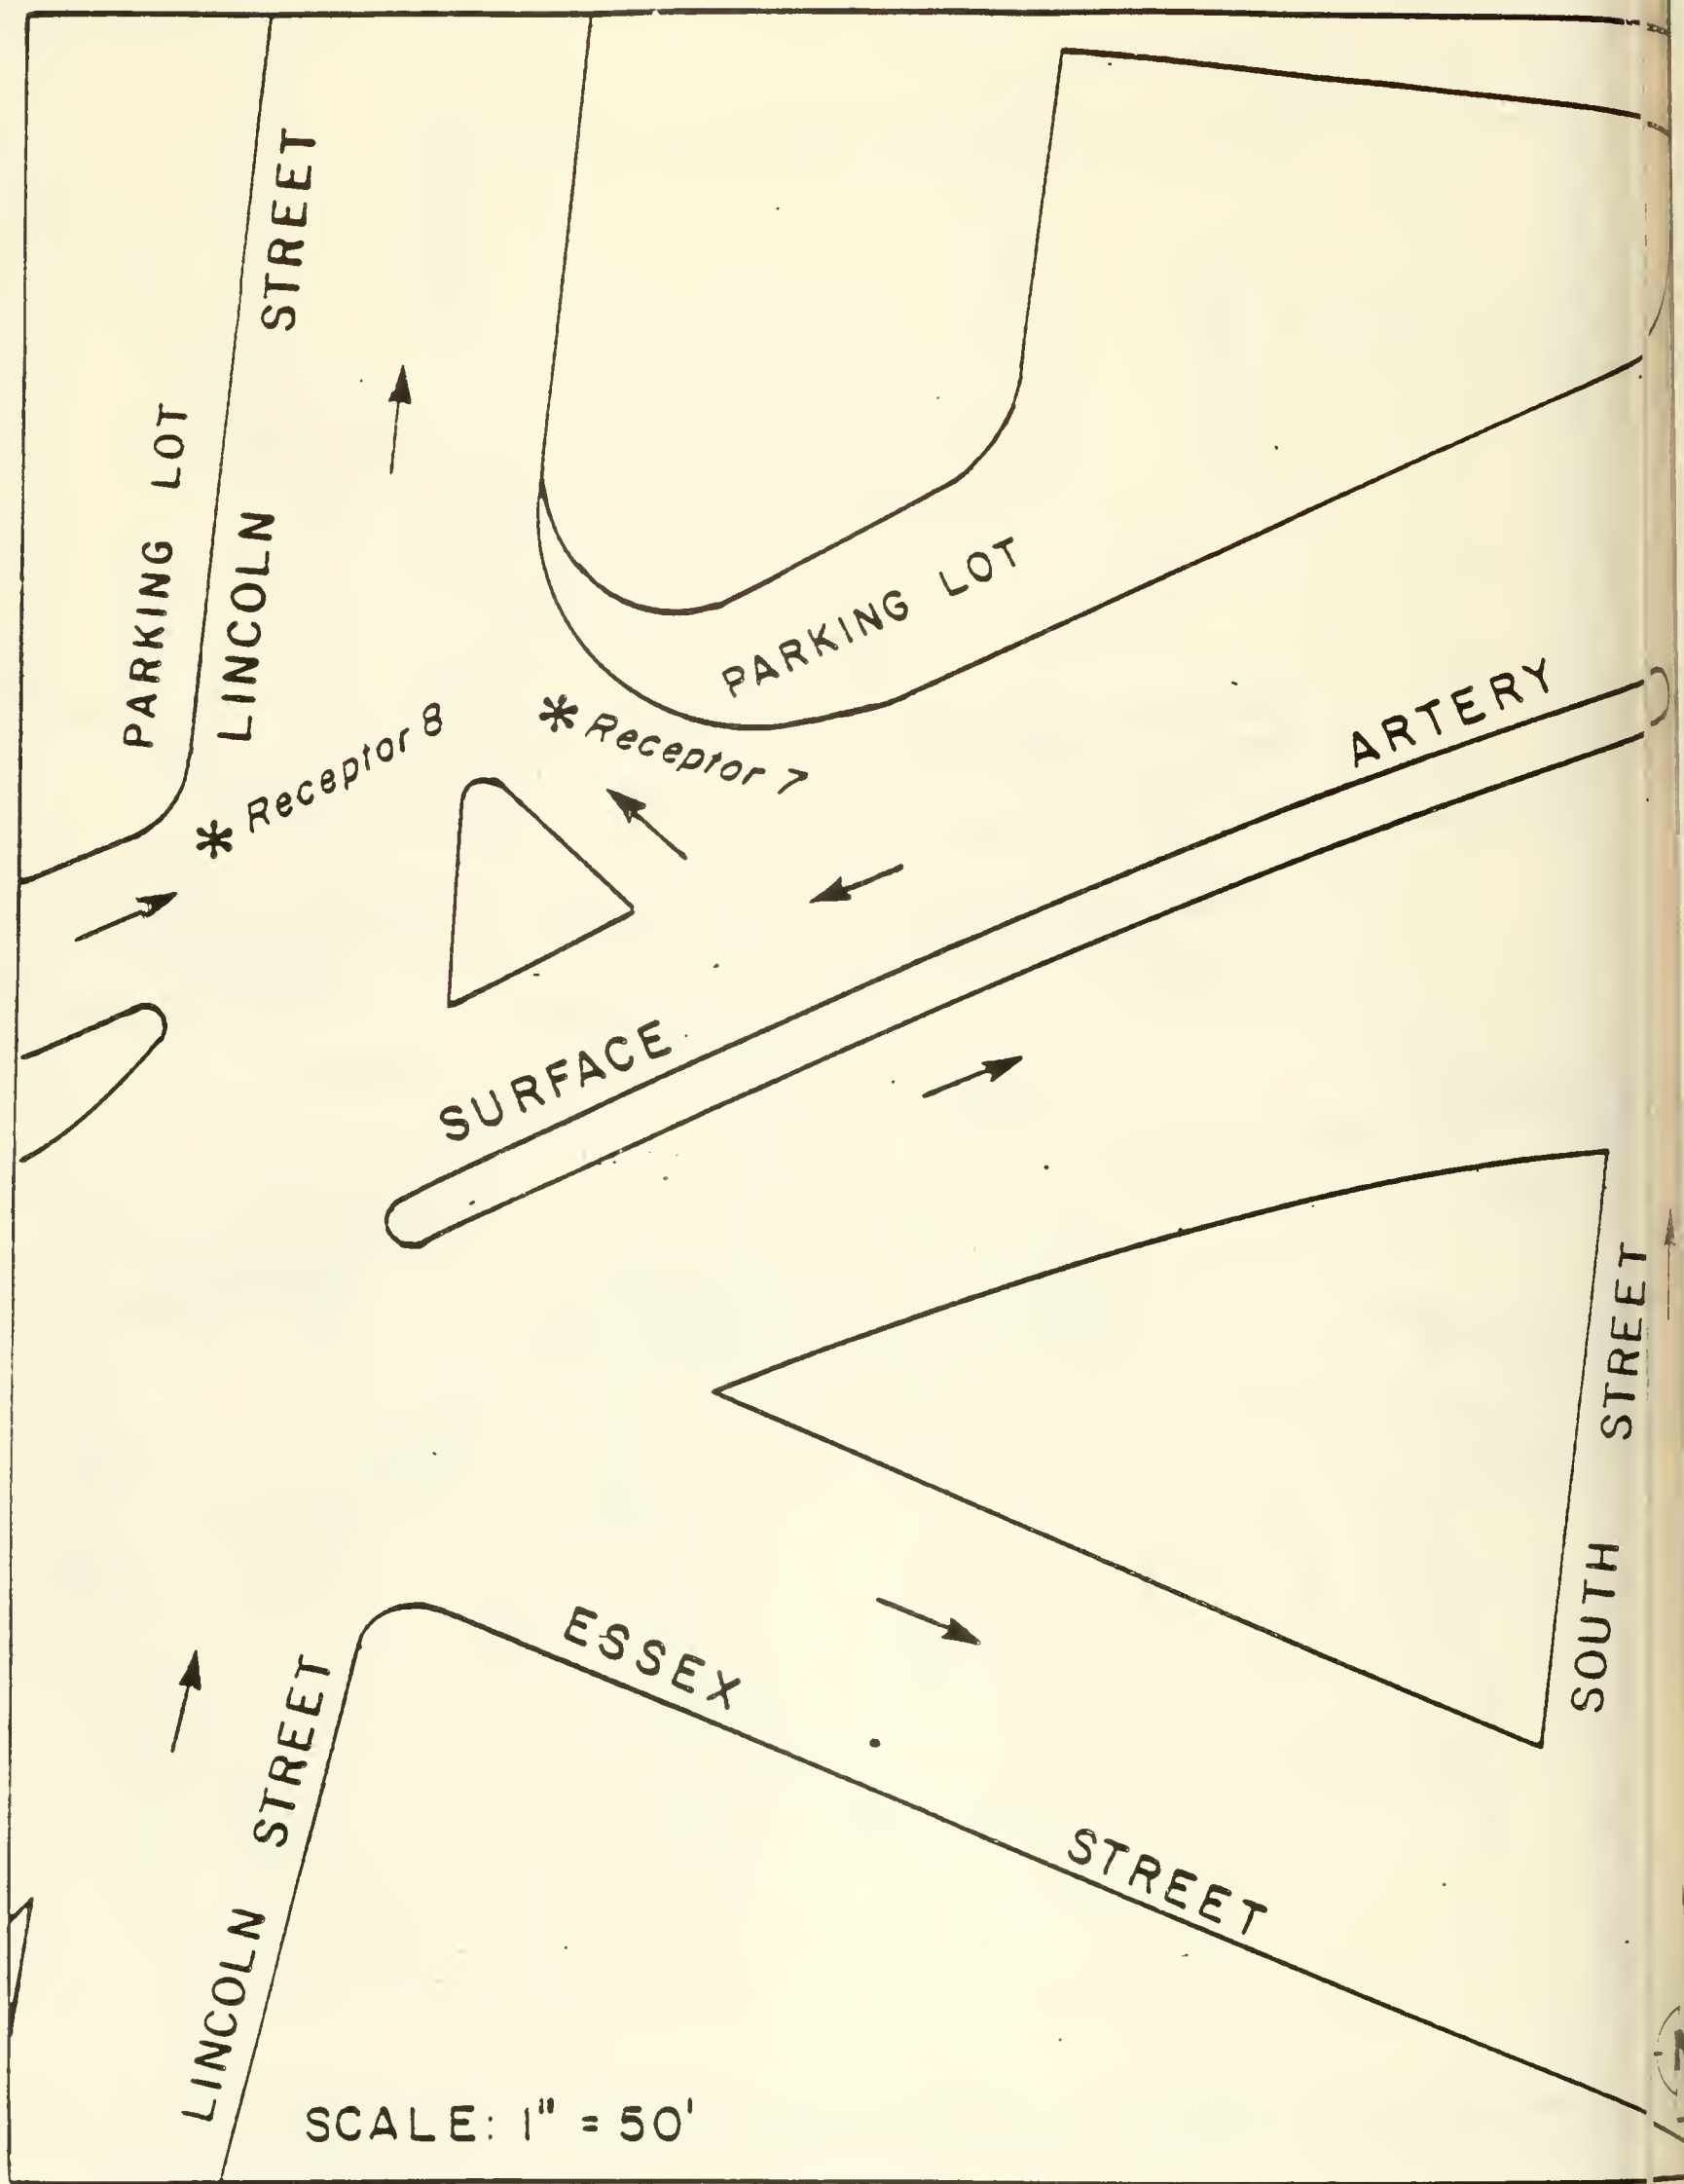 LINCOLN STREET
PARKING LOT
PARKING LOT
* Receptor 8
* Receptor 7
SURFACE ARTERY
SOUTH STREET
ESSEX STREET
LINCOLN STREET
SCALE: 1" = 50'